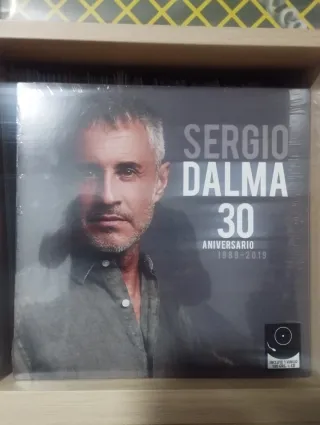 SERGIO
DALMA
30
ANIVERSARIO
1989-2019